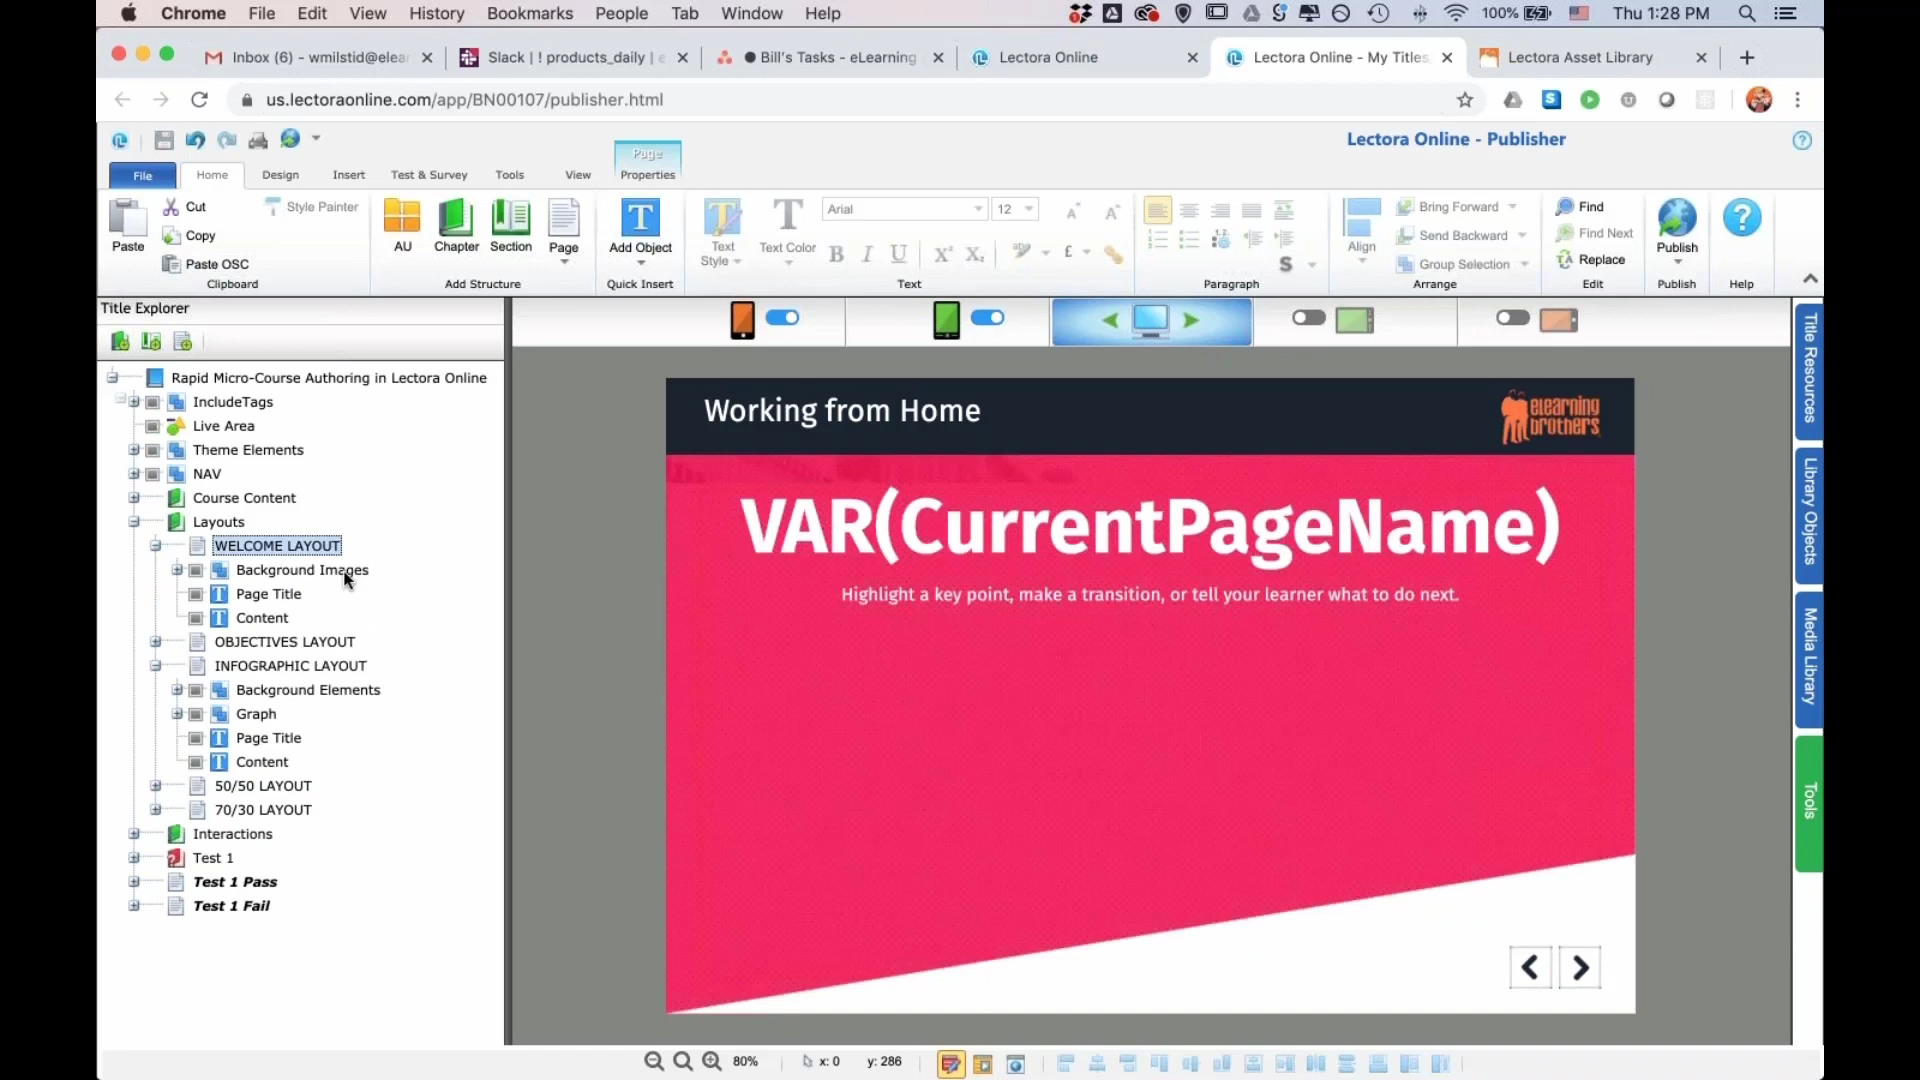 Chrome File Edit View History Bookmarks People Tab Window Help 100% Thu 1:28 PM
Inbox (6) - wmilstid@elear Slack | ! products_daily | e Bill's Tasks - eLearning Lectora Online Lectora Online - My Titles Lectora Asset Library
us.lectoraonline.com/app/BN00107/publisher.html
Lectora Online - Publisher
Page
File Home Design Insert Test & Survey Tools View Properties
Paste
Cut
Copy
Paste OSC
Style Painter
Clipboard
AU Chapter Section Page
Add Structure
Add Object
Quick Insert
Text Style
Text Color
Arial 12
B I U X² X₂
Text
S
Paragraph
Align
Bring Forward
Send Backward
Group Selection
Arrange
Find
Find Next
Replace
Edit
Publish
Publish
Help
Title Explorer
Rapid Micro-Course Authoring in Lectora Online
IncludeTags
Live Area
Theme Elements
NAV
Course Content
Layouts
WELCOME LAYOUT
Background Images
Page Title
Content
OBJECTIVES LAYOUT
INFOGRAPHIC LAYOUT
Background Elements
Graph
Page Title
Content
50/50 LAYOUT
70/30 LAYOUT
Interactions
Test 1
Test 1 Pass
Test 1 Fail
Working from Home
elearning
brothers
VAR(CurrentPageName)
Highlight a key point, make a transition, or tell your learner what to do next.
Title Resources
Library Objects
Media Library
Tools
80% x: 0 y: 286